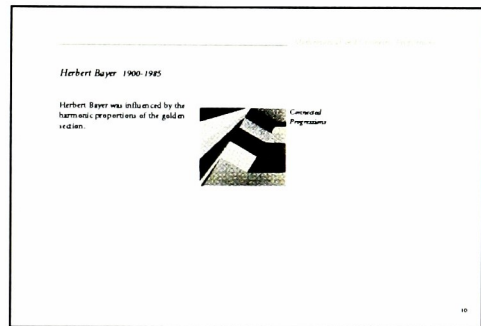 Herbert Bayer 1900-1985
Herbert Bayer was influenced by the
harmonic proportions of the golden
section.
Connected
Progressions
10